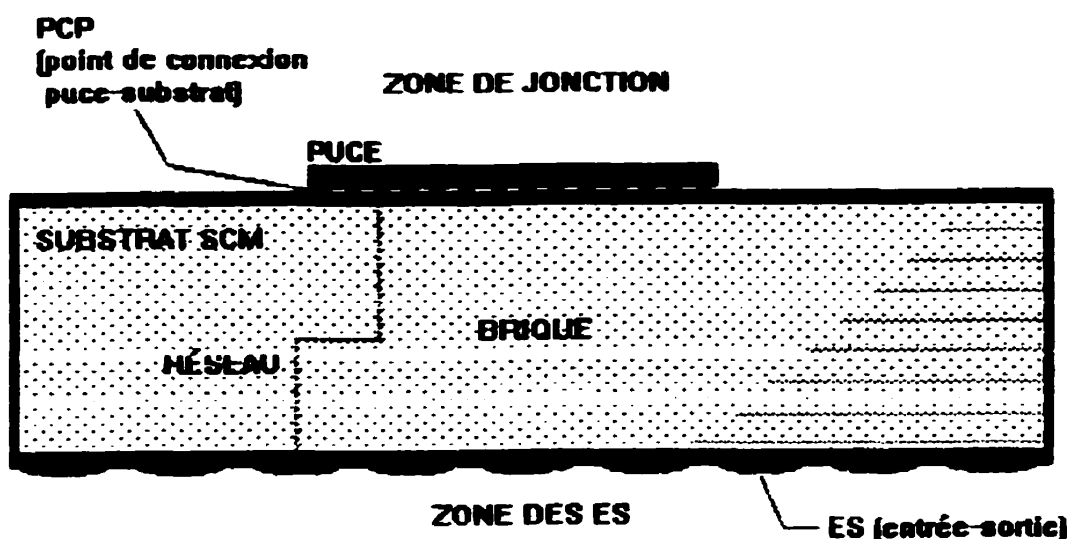 PCP
(point de connexion
puce-substrat)
ZONE DE JONCTION
PUCE
SUBSTRAT SCM
BRIQUE
RÉSEAU
ZONE DES ES
ES (entrée-sortie)